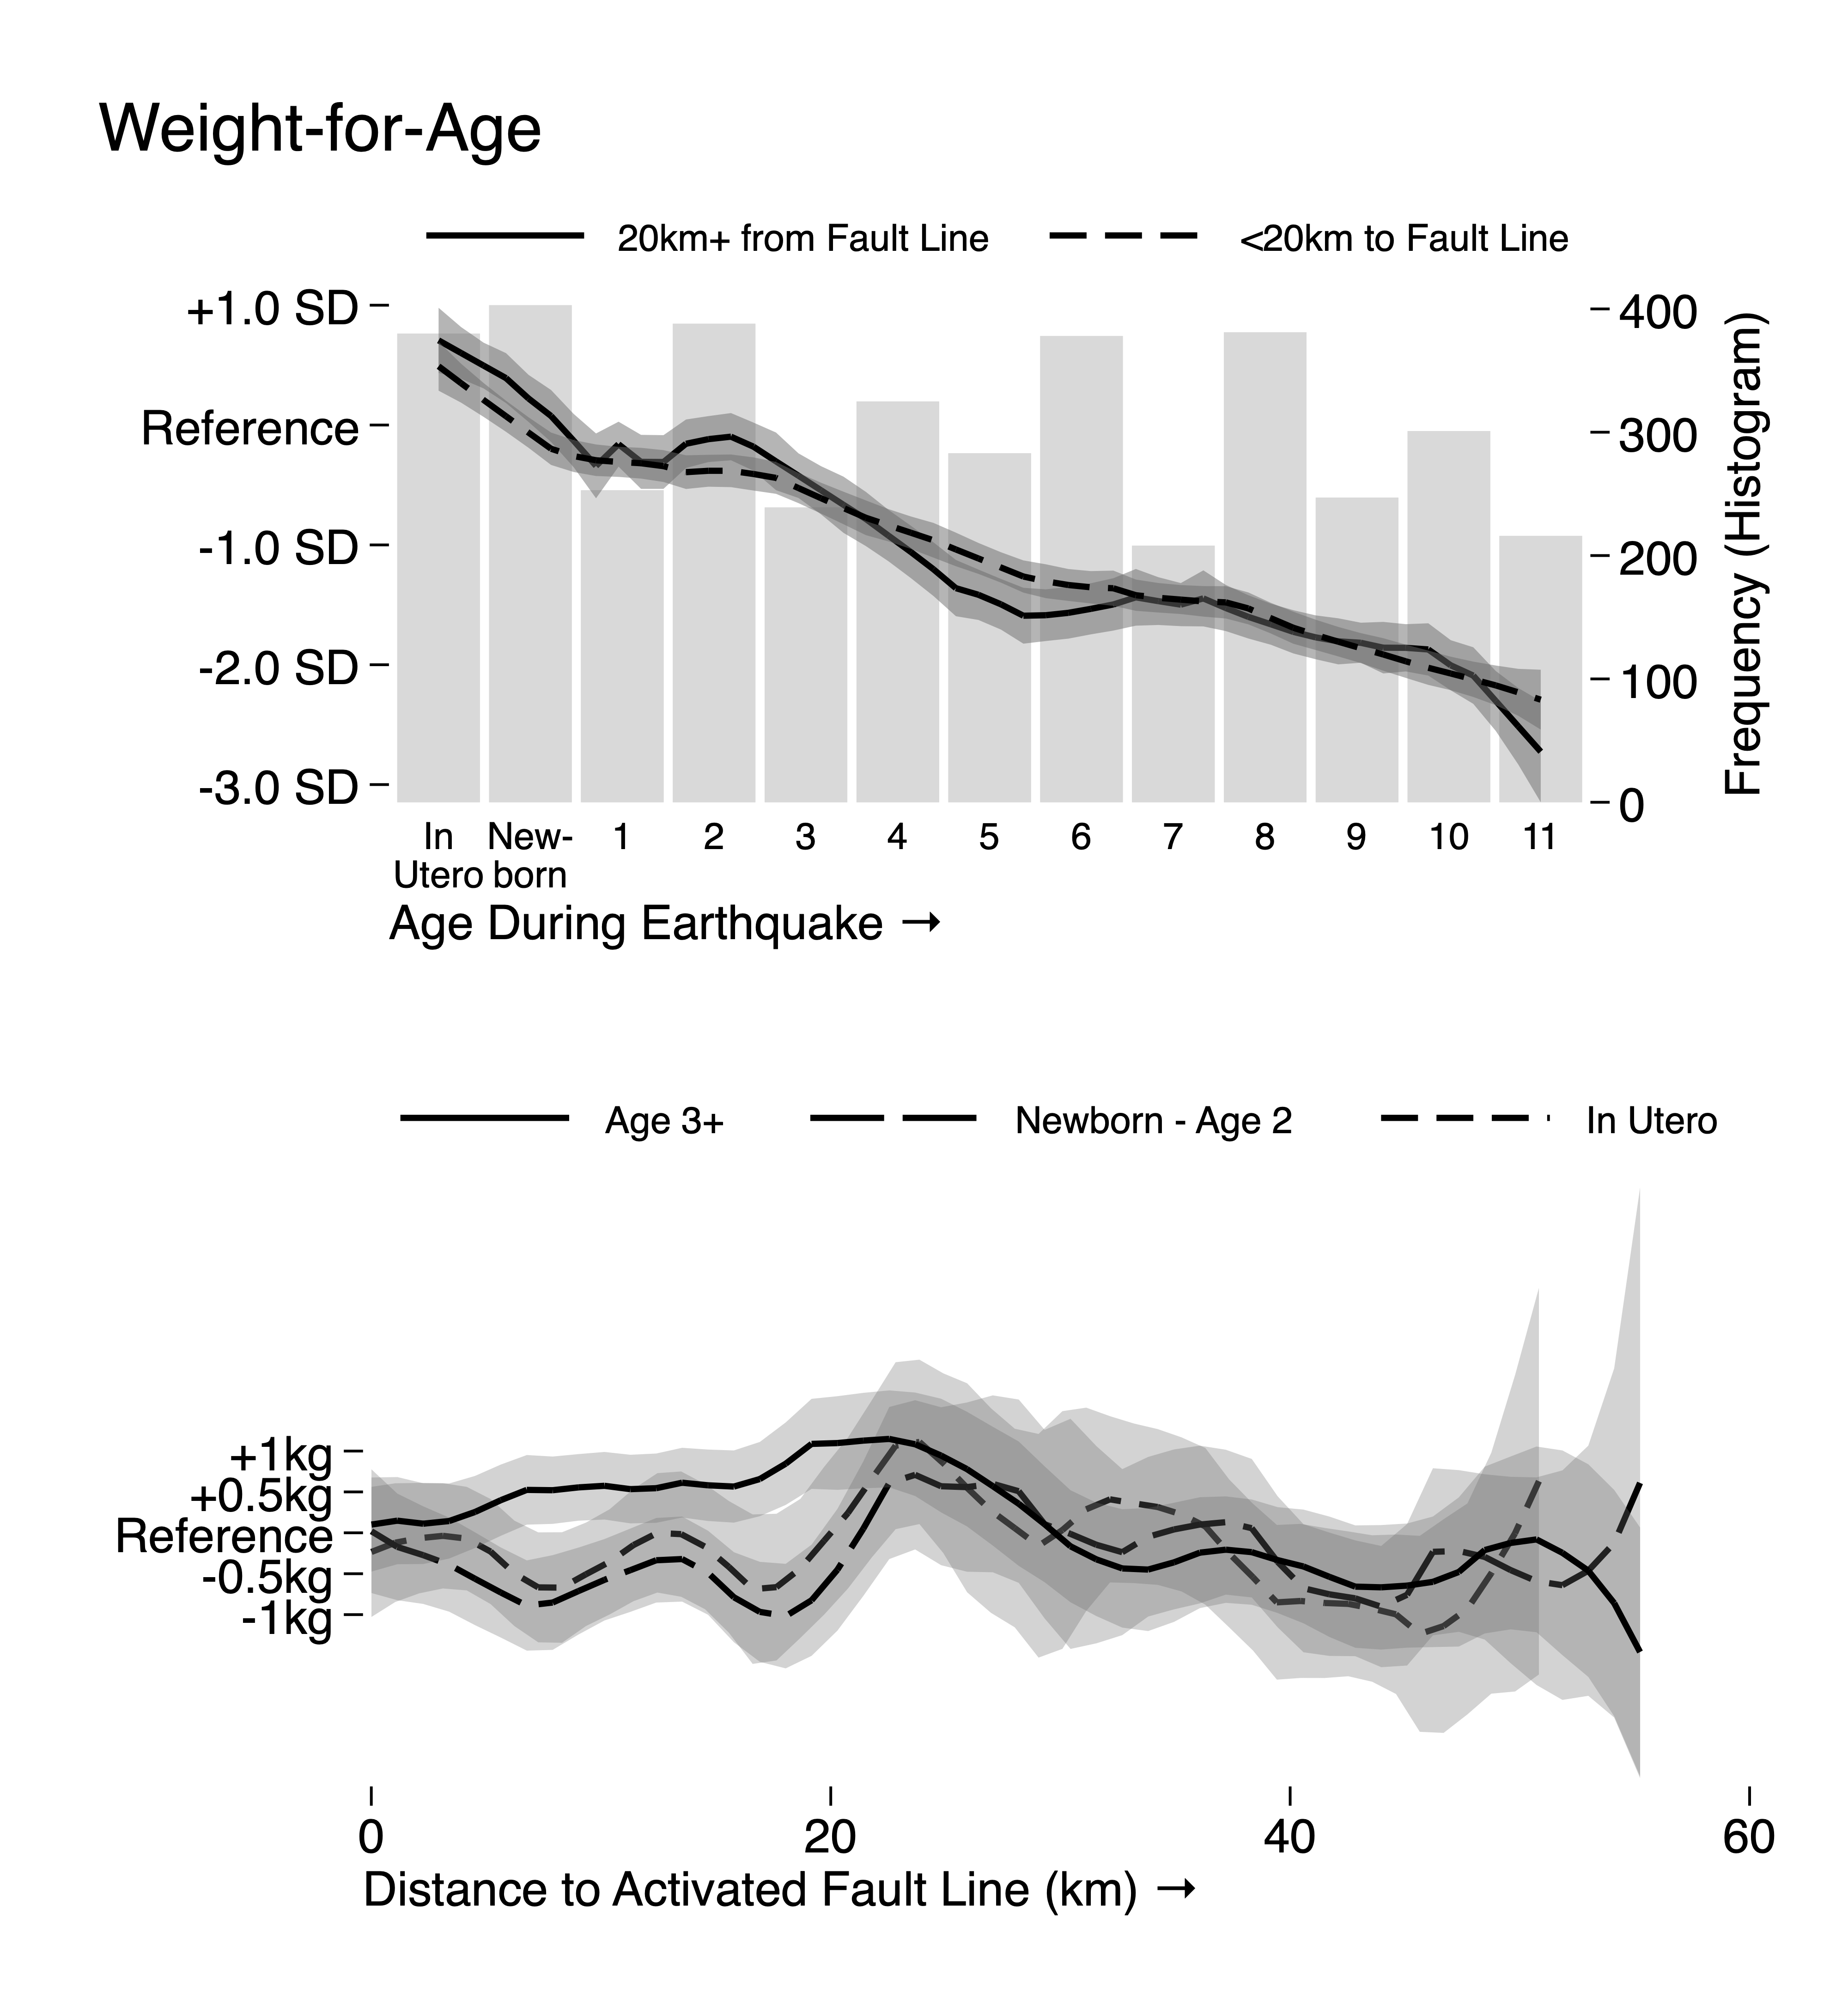 Weight-for-Age
20km+ from Fault Line <20km to Fault Line
+1.0 SD
Reference
-1.0 SD
-2.0 SD
-3.0 SD
400
300
200
100
0
Frequency (Histogram)
In Utero New-born 1 2 3 4 5 6 7 8 9 10 11
Age During Earthquake →
Age 3+ Newborn - Age 2 In Utero
+1kg
+0.5kg
Reference
-0.5kg
-1kg
0 20 40 60
Distance to Activated Fault Line (km) →